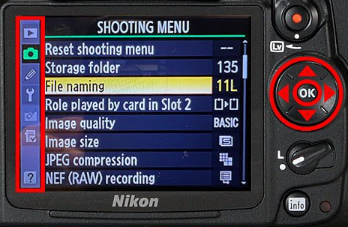 SHOOTING MENU
Reset shooting menu --
Storage folder 135
File naming 11L
Role played by card in Slot 2
Image quality BASIC
Image size
JPEG compression
NEF (RAW) recording
?
Nikon
Lv
OK
L
info